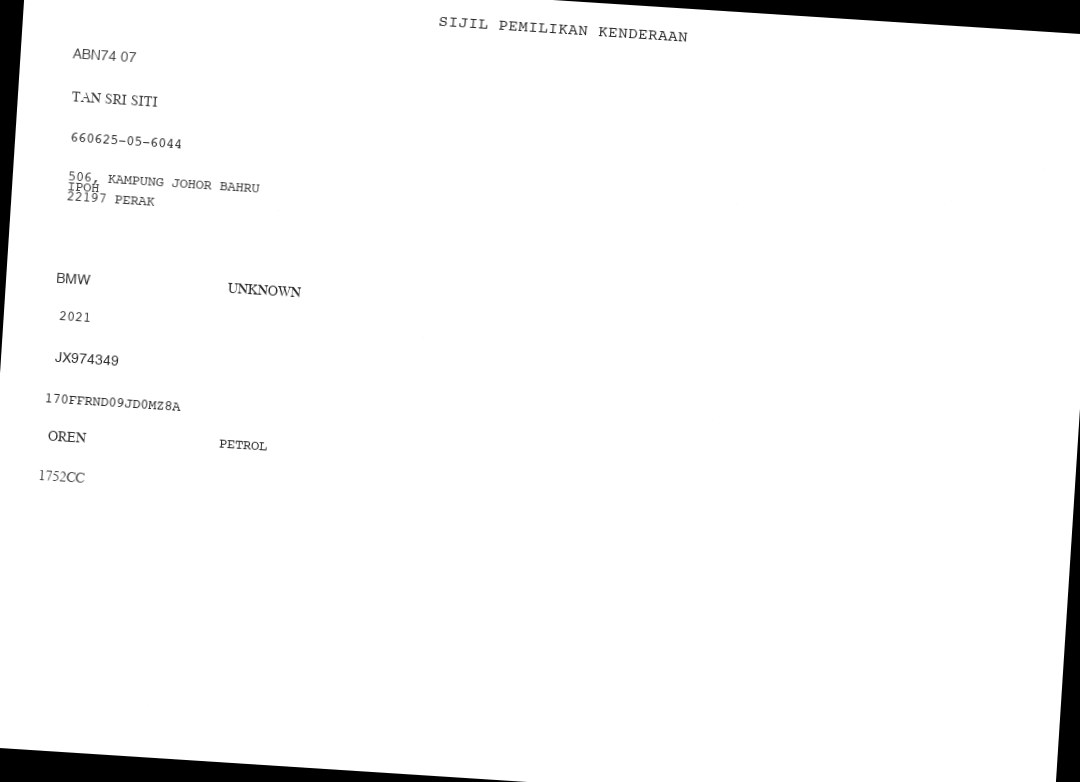 SIJIL PEMILIKAN KENDERAAN
ABN74 07
TAN SRI SITI
660625-05-6044
506, KAMPUNG JOHOR BAHRU
IPOH
22197 PERAK
BMW UNKNOWN
2021
JX974349
170FFRND09JD0MZ8A
OREN PETROL
1752CC